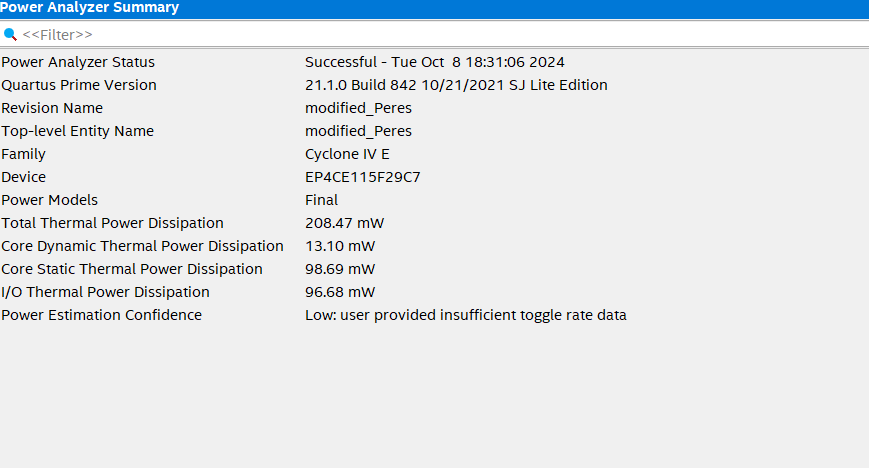 Power Analyzer Summary
<<Filter>>
Power Analyzer Status Successful - Tue Oct 8 18:31:06 2024
Quartus Prime Version 21.1.0 Build 842 10/21/2021 SJ Lite Edition
Revision Name modified_Peres
Top-level Entity Name modified_Peres
Family Cyclone IV E
Device EP4CE115F29C7
Power Models Final
Total Thermal Power Dissipation 208.47 mW
Core Dynamic Thermal Power Dissipation 13.10 mW
Core Static Thermal Power Dissipation 98.69 mW
I/O Thermal Power Dissipation 96.68 mW
Power Estimation Confidence Low: user provided insufficient toggle rate data